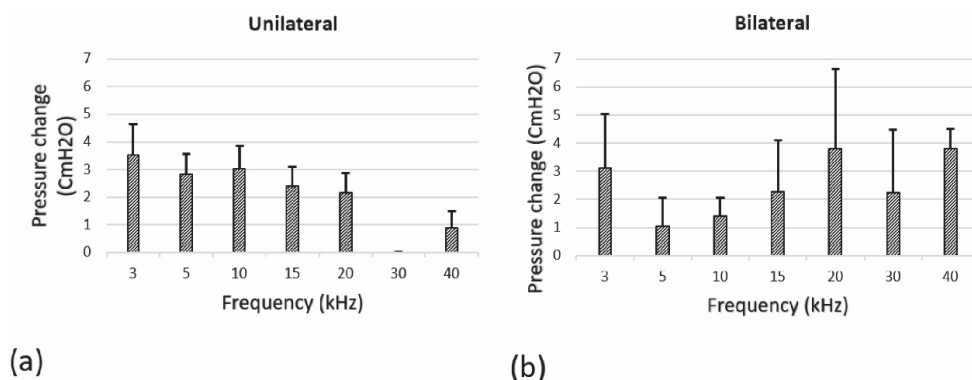 Unilateral
Pressure change
(CmH2O)
7
6
5
4
3
2
1
0
3 5 10 15 20 30 40
Frequency (kHz)
(a)
Bilateral
Pressure change (CmH2O)
7
6
5
4
3
2
1
0
3 5 10 15 20 30 40
Frequency (kHz)
(b)